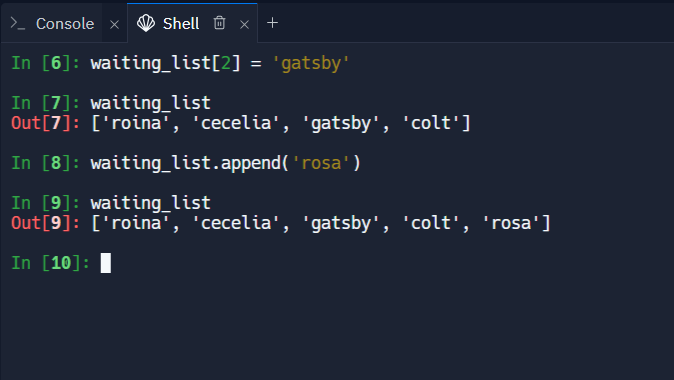 Console × Shell × +
In [6]: waiting_list[2] = 'gatsby'
In [7]: waiting_list
Out[7]: ['roina', 'cecelia', 'gatsby', 'colt']
In [8]: waiting_list.append('rosa')
In [9]: waiting_list
Out[9]: ['roina', 'cecelia', 'gatsby', 'colt', 'rosa']
In [10]: